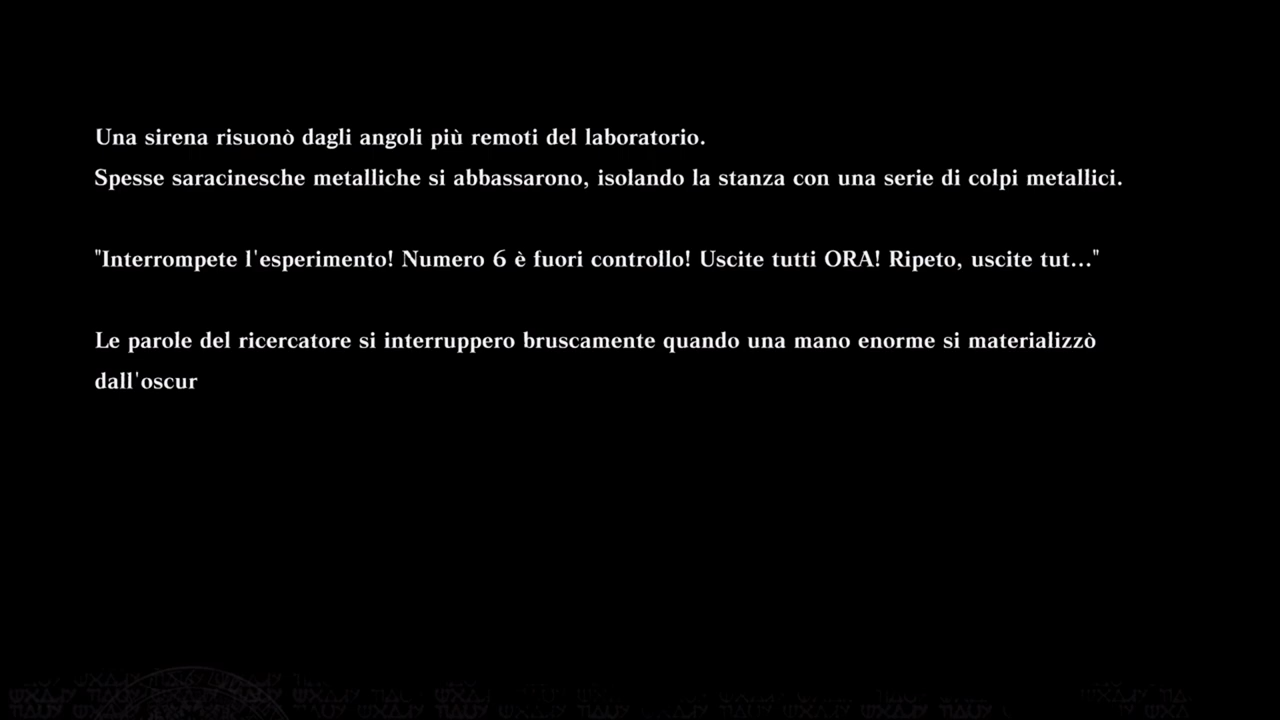 Una sirena risuonò dagli angoli più remoti del laboratorio.
Spesse saracinesche metalliche si abbassarono, isolando la stanza con una serie di colpi metallici.
"Interrompete l'esperimento! Numero 6 è fuori controllo! Uscite tutti ORA! Ripeto, uscite tut..."
Le parole del ricercatore si interruppero bruscamente quando una mano enorme si materializzò
dall'oscur